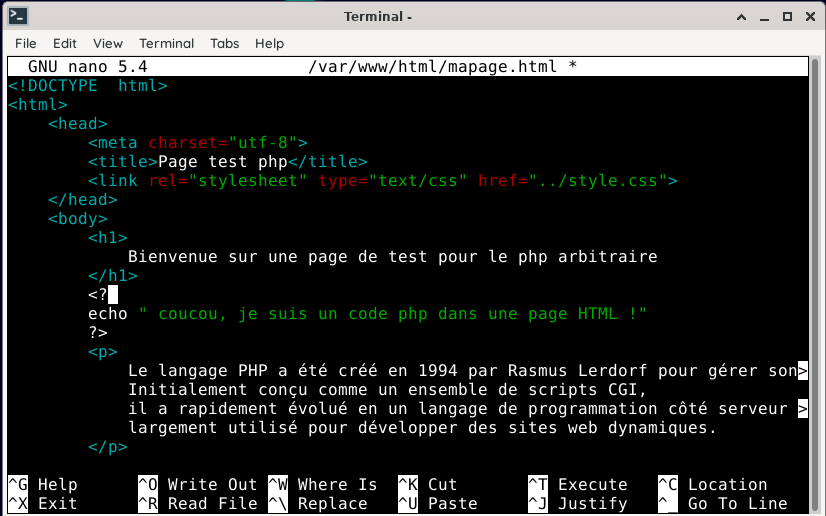 Terminal -
File Edit View Terminal Tabs Help
GNU nano 5.4 /var/www/html/mapage.html *
<!DOCTYPE  html>
<html>
    <head>
        <meta charset="utf-8">
        <title>Page test php</title>
        <link rel="stylesheet" type="text/css" href="../style.css">
    </head>
    <body>
        <h1>
            Bienvenue sur une page de test pour le php arbitraire
        </h1>
        <?
        echo " coucou, je suis un code php dans une page HTML !"
        ?>
        <p>
            Le langage PHP a été créé en 1994 par Rasmus Lerdorf pour gérer son>
            Initialement conçu comme un ensemble de scripts CGI,
            il a rapidement évolué en un langage de programmation côté serveur >
            largement utilisé pour développer des sites web dynamiques.
        </p>
^G Help ^O Write Out ^W Where Is ^K Cut ^T Execute ^C Location
^X Exit ^R Read File ^\ Replace ^U Paste ^J Justify ^_ Go To Line